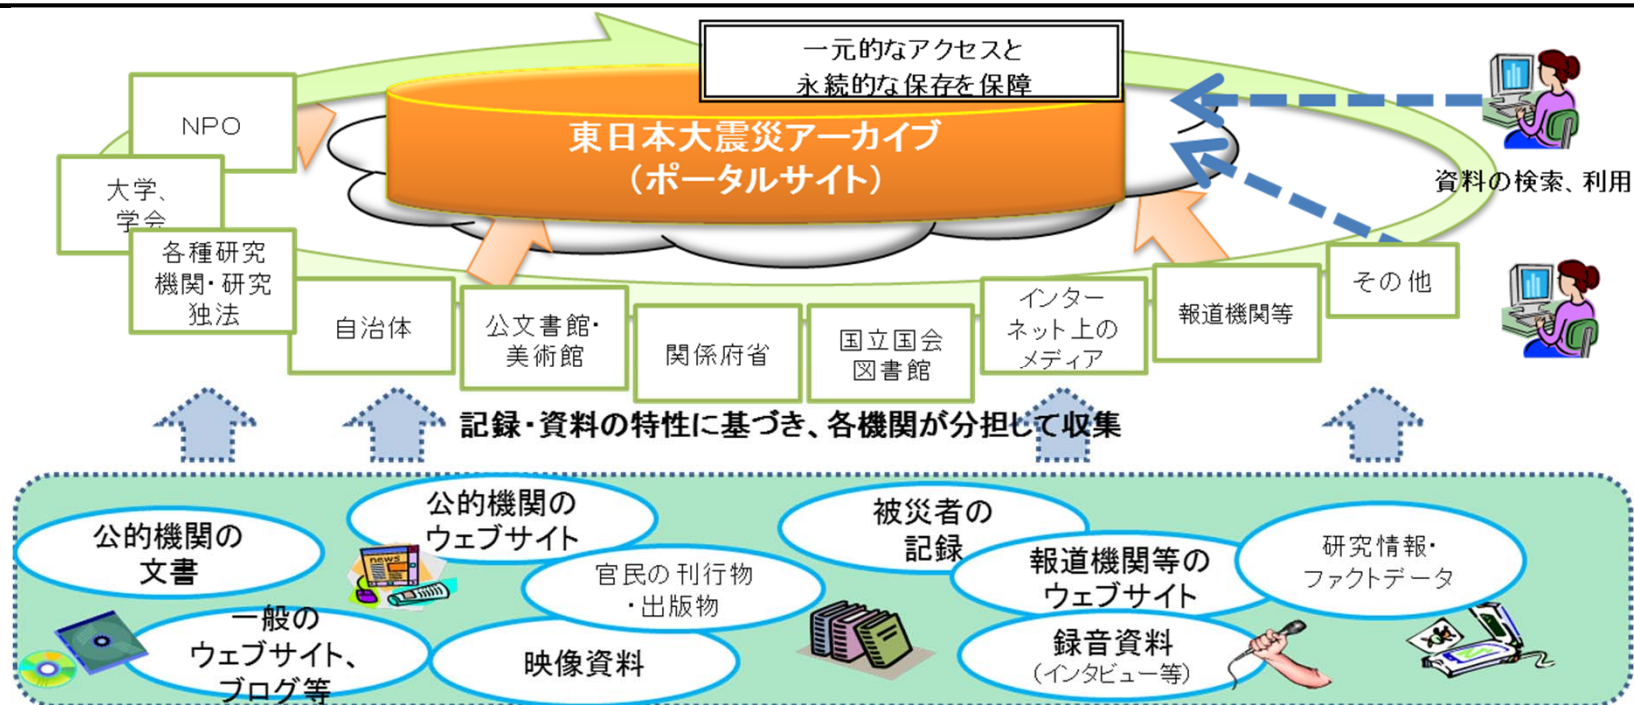 一元的なアクセスと
永続的な保存を保障
東日本大震災アーカイブ
（ポータルサイト）
資料の検索、利用
NPO
大学、
学会
各種研究
機関・研究
独法
自治体
公文書館・
美術館
関係府省
国立国会
図書館
インター
ネット上の
メディア
報道機関等
その他
記録・資料の特性に基づき、各機関が分担して収集
公的機関の
文書
公的機関の
ウェブサイト
news
官民の刊行物
・出版物
被災者の
記録
報道機関等の
ウェブサイト
研究情報・
ファクトデータ
一般の
ウェブサイト、
ブログ等
映像資料
録音資料
（インタビュー等）